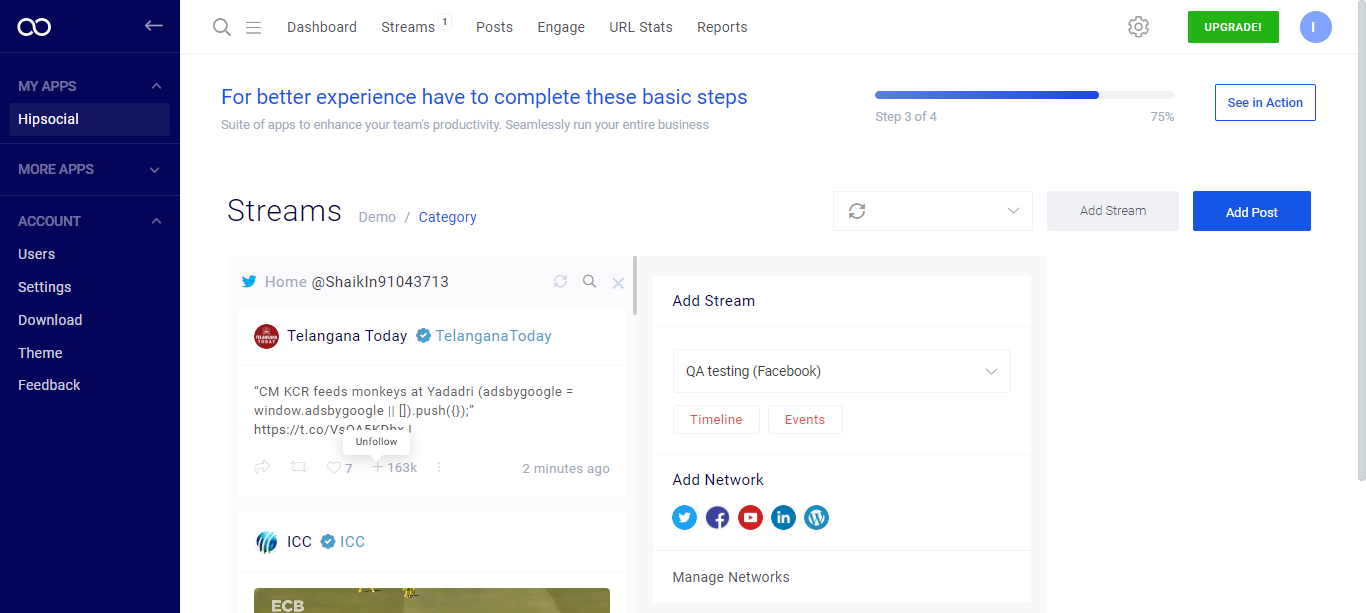 Dashboard
Streams 1
Posts
Engage
URL Stats
Reports
UPGRADE!
I
MY APPS
Hipsocial
MORE APPS
ACCOUNT
Users
Settings
Download
Theme
Feedback
For better experience have to complete these basic steps
Suite of apps to enhance your team's productivity. Seamlessly run your entire business
Step 3 of 4
75%
See in Action
Streams
Demo / Category
Add Stream
Add Post
Home @ShaikIn91043713
Telangana Today TelanganaToday
TELANGANA
TODAY
“CM KCR feeds monkeys at Yadadri (adsbygoogle =
window.adsbygoogle || []).push({});”
Unfollow
7
163k
2 minutes ago
ICC ICC
ECB
Add Stream
QA testing (Facebook)
Timeline
Events
Add Network
Manage Networks